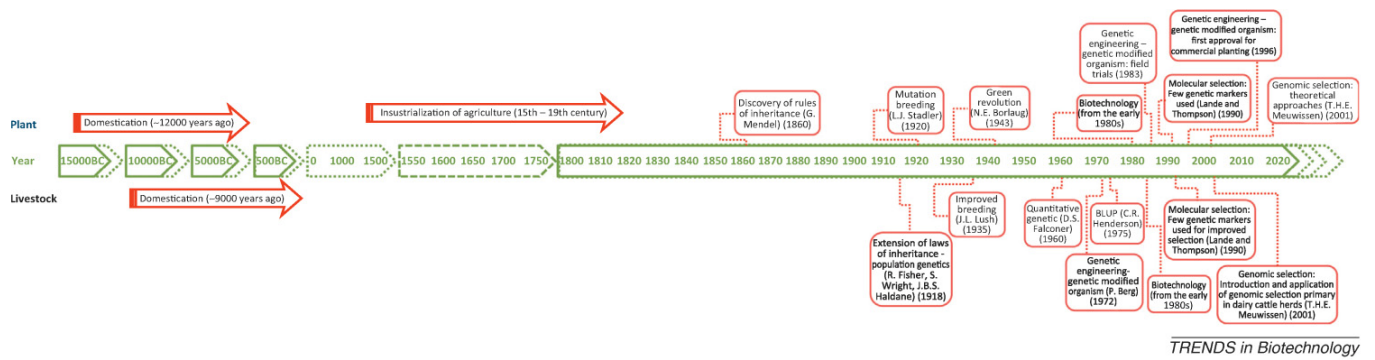 Genetic engineering –
genetic modified organism:
first approval for
commercial planting (1996)
Genetic
engineering –
genetic modified
organism: field
trials (1983)
Molecular selection:
Few genetic markers
used (Lande and
Thompson) (1990)
Genomic selection:
theoretical
approaches (T.H.E.
Meuwissen) (2001)
Mutation
breeding
(L.J. Stadler)
(1920)
Green
revolution
(N.E. Borlaug)
(1943)
Biotechnology
(from the early
1980s)
Discovery of rules
of inheritance (G.
Mendel) (1860)
Insustrialization of agriculture (15th – 19th century)
Plant
Domestication (~12000 years ago)
Year
15000BC 10000BC 5000BC 500BC 0 1000 1500 1550 1600 1650 1700 1750 1800 1810 1820 1830 1840 1850 1860 1870 1880 1890 1900 1910 1920 1930 1940 1950 1960 1970 1980 1990 2000 2010 2020
Livestock
Domestication (~9000 years ago)
Extension of laws
of inheritance -
population genetics
(R. Fisher, S.
Wright, J.B.S.
Haldane) (1918)
Improved
breeding
(J.L. Lush)
(1935)
Quantitative
genetic (D.S.
Falconer)
(1960)
BLUP (C.R.
Henderson)
(1975)
Genetic
engineering-
genetic modified
organism (P. Berg)
(1972)
Molecular selection:
Few genetic markers
used for improved
selection (Lande and
Thompson) (1990)
Biotechnology
(from the early
1980s)
Genomic selection:
Introduction and application
of genomic selection primary
in dairy cattle herds (T.H.E.
Meuwissen) (2001)
TRENDS in Biotechnology